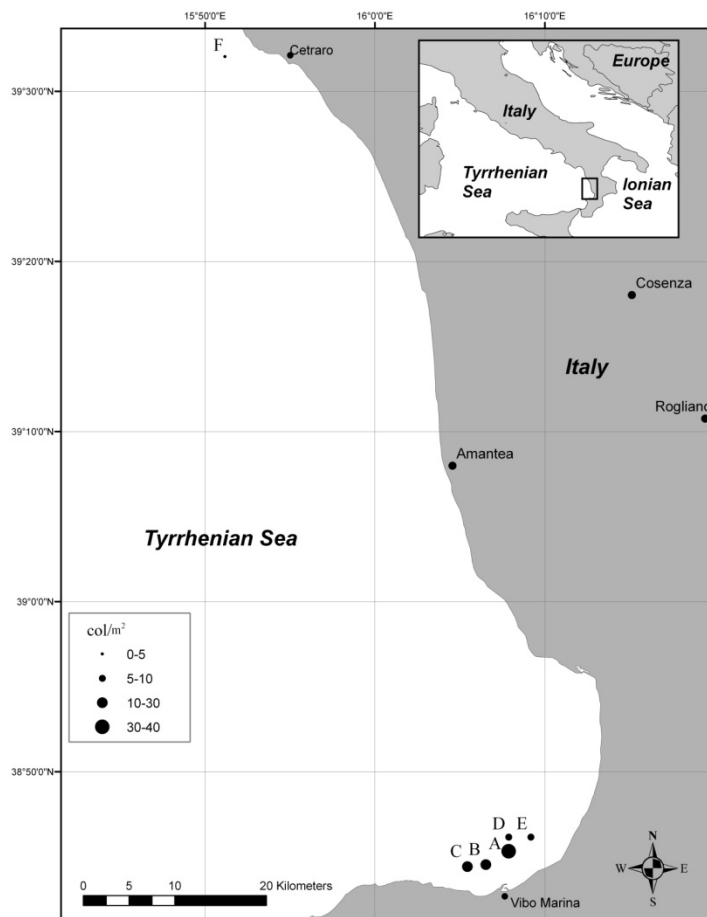 15°50'0"E 16°0'0"E 16°10'0"E
F
Cetraro
39°30'0"N
Europe
Italy
Tyrrhenian
Sea
Ionian
Sea
39°20'0"N
Cosenza
Italy
Rogliano
39°10'0"N
Amantea
Tyrrhenian Sea
39°0'0"N
col/m²
0-5
5-10
10-30
30-40
38°50'0"N
D E
A
B
C
N
W E
S
0 5 10 20 Kilometers
Vibo Marina